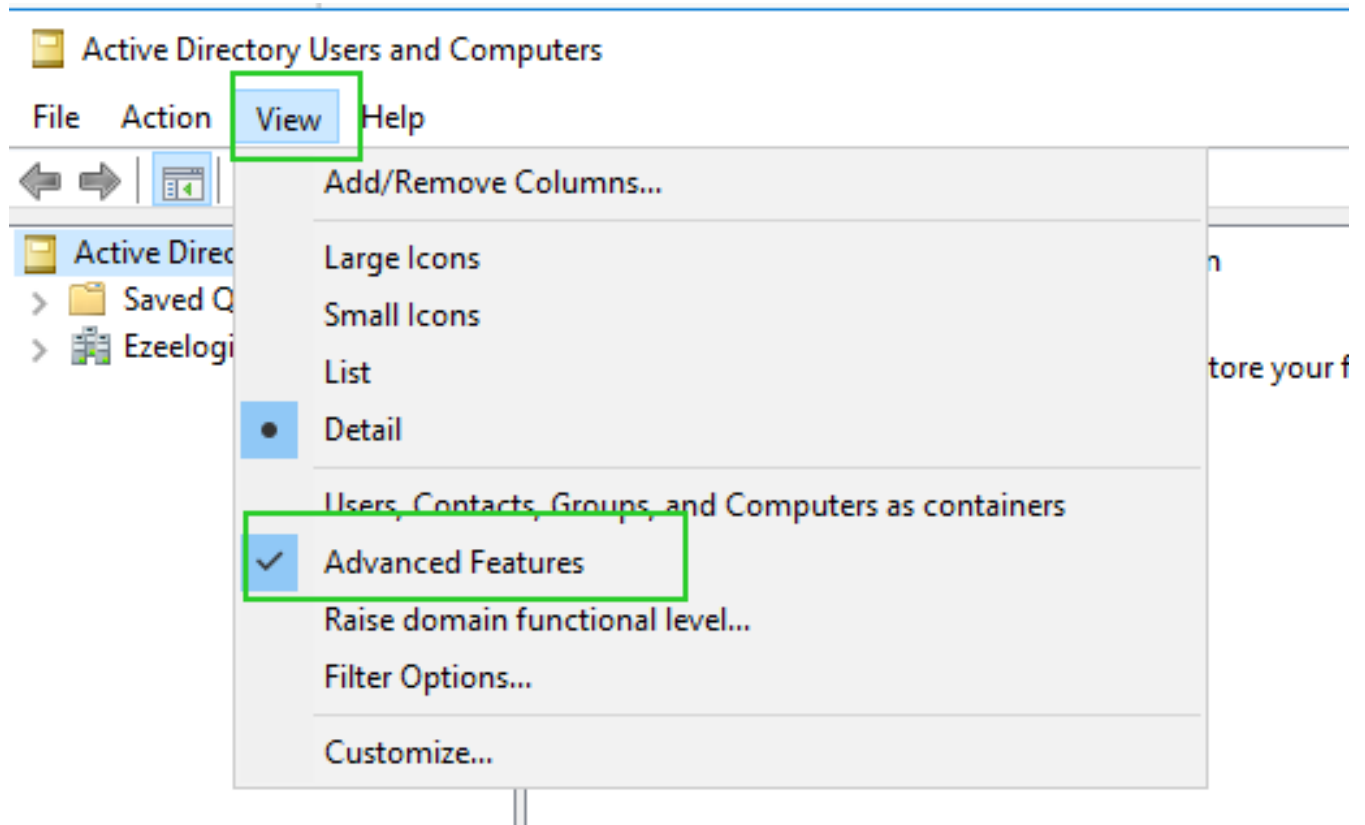 Active Directory Users and Computers
File Action View Help
Add/Remove Columns...
Active Direc
Large Icons
n
Saved Q
Small Icons
Ezeelogi
List
tore your f
Detail
Users, Contacts, Groups, and Computers as containers
Advanced Features
Raise domain functional level...
Filter Options...
Customize...